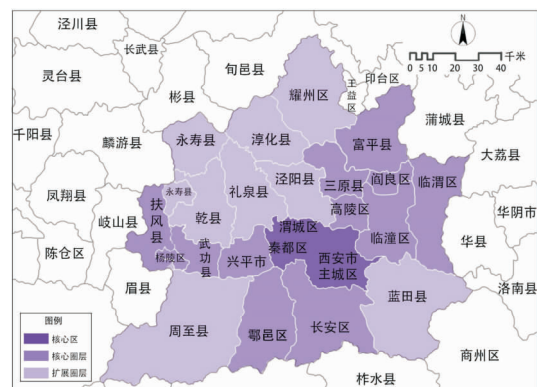 泾川县
长武县
灵台县
旬邑县
彬县
千阳县
麟游县
凤翔县
岐山县
陈仓区
眉县
N
千米
0 5 10 20 30 40
耀州区
王益区
印台区
蒲城县
大荔县
华阴市
华县
洛南县
商州区
柞水县
永寿县
淳化县
富平县
永寿县
礼泉县
泾阳县
三原县
阎良区
临渭区
扶风县
乾县
高陵区
武功县
杨陵区
兴平市
渭城区
秦都区
西安市
主城区
临潼区
周至县
鄠邑区
长安区
蓝田县
图例
核心区
核心圈层
扩展圈层